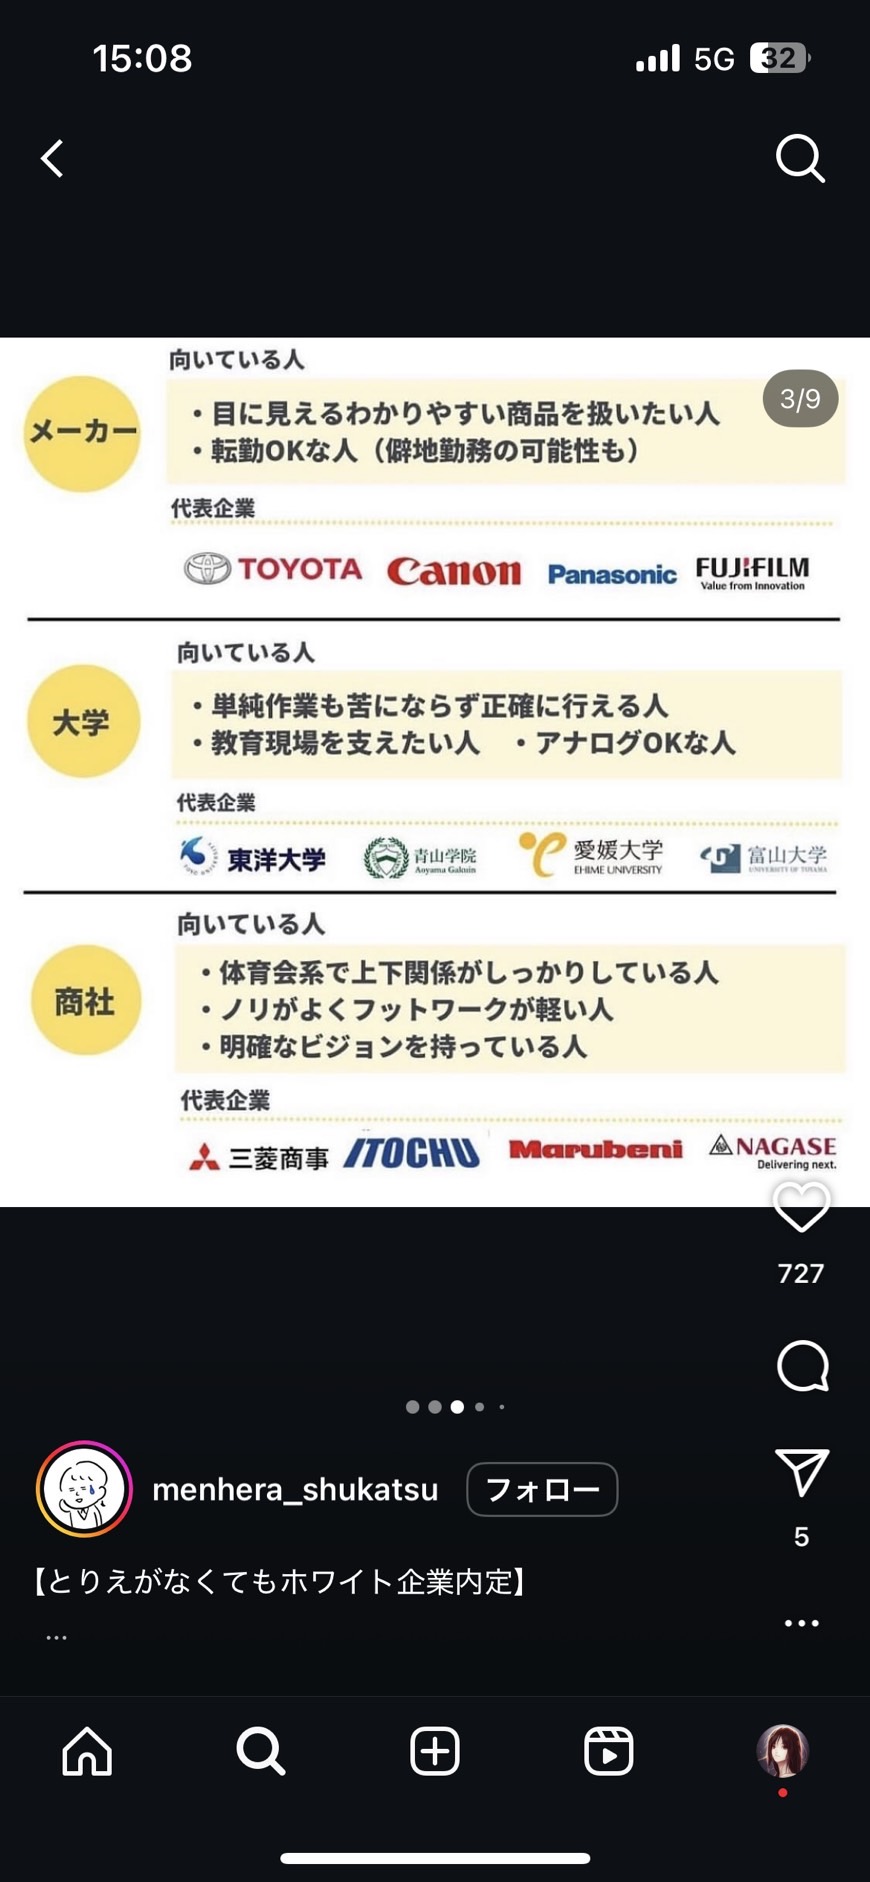 15:08
5G
32
3/9
向いている人
メーカー
・目に見えるわかりやすい商品を扱いたい人
・転勤OKな人（僻地勤務の可能性も）
代表企業
TOYOTA
Canon
Panasonic
FUJIFILM
Value from Innovation
向いている人
大学
・単純作業も苦にならず正確に行える人
・教育現場を支えたい人 ・アナログOKな人
代表企業
東洋大学
青山学院
Aoyama Gakuin
愛媛大学
EHIME UNIVERSITY
富山大学
UNIVERSITY OF TOYAMA
向いている人
商社
・体育会系で上下関係がしっかりしている人
・ノリがよくフットワークが軽い人
・明確なビジョンを持っている人
代表企業
三菱商事
ITOCHU
Marubeni
NAGASE
Delivering next.
727
menhera_shukatsu
フォロー
5
【とりえがなくてもホワイト企業内定】
...